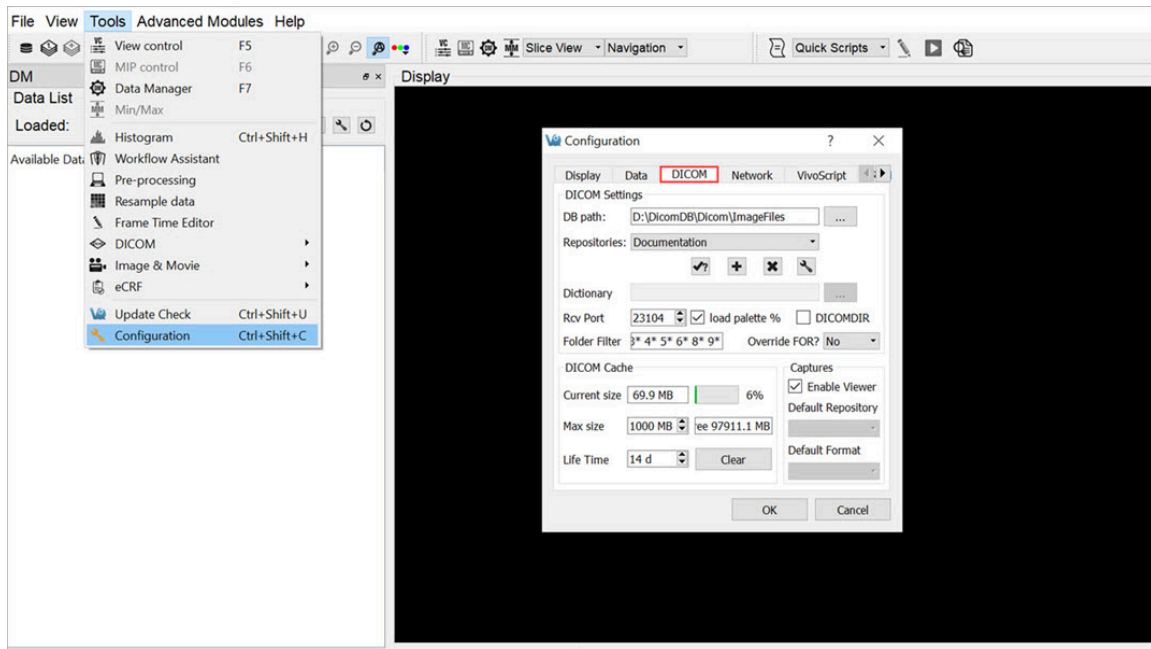 File View Tools Advanced Modules Help
View control F5
MIP control F6
Data Manager F7
Min/Max
Histogram Ctrl+Shift+H
Workflow Assistant
Pre-processing
Resample data
Frame Time Editor
DICOM
Image & Movie
eCRF
Update Check Ctrl+Shift+U
Configuration Ctrl+Shift+C
VC MIP MM Slice View Navigation Quick Scripts
DM
Data List
Loaded:
Available Data
Display
Configuration ?
Display Data DICOM Network VivoScript
DICOM Settings
DB path: D:\DicomDB\Dicom\ImageFiles ...
Repositories: Documentation
Dictionary ...
Rcv Port 23104 load palette % DICOMDIR
Folder Filter 3* 4* 5* 6* 8* 9* Override FOR? No
DICOM Cache
Current size 69.9 MB 6%
Max size 1000 MB ree 97911.1 MB
Life Time 14 d Clear
Captures
Enable Viewer
Default Repository
Default Format
OK Cancel